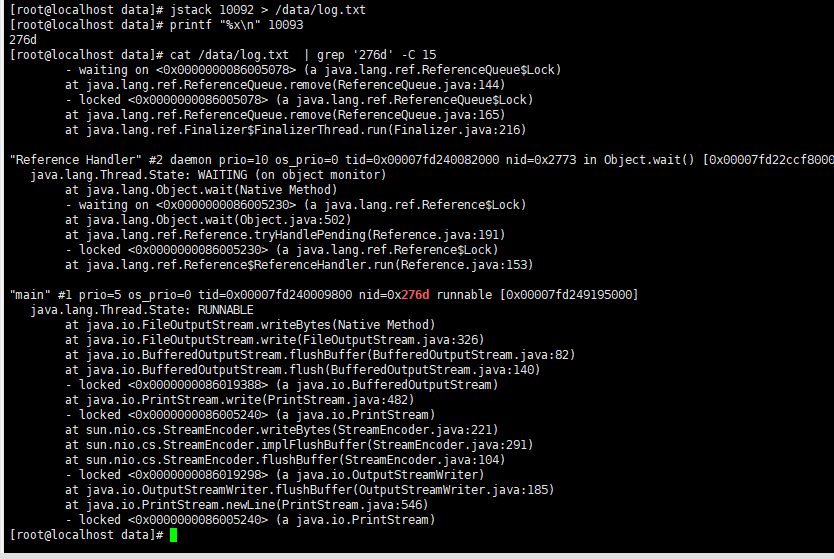 [root@localhost data]# jstack 10092 > /data/log.txt
[root@localhost data]# printf "%x\n" 10093
276d
[root@localhost data]# cat /data/log.txt  | grep '276d' -C 15
        - waiting on <0x0000000086005078> (a java.lang.ref.ReferenceQueue$Lock)
        at java.lang.ref.ReferenceQueue.remove(ReferenceQueue.java:144)
        - locked <0x0000000086005078> (a java.lang.ref.ReferenceQueue$Lock)
        at java.lang.ref.ReferenceQueue.remove(ReferenceQueue.java:165)
        at java.lang.ref.Finalizer$FinalizerThread.run(Finalizer.java:216)

"Reference Handler" #2 daemon prio=10 os_prio=0 tid=0x00007fd240082000 nid=0x2773 in Object.wait() [0x00007fd22ccf8000
   java.lang.Thread.State: WAITING (on object monitor)
        at java.lang.Object.wait(Native Method)
        - waiting on <0x0000000086005230> (a java.lang.ref.Reference$Lock)
        at java.lang.Object.wait(Object.java:502)
        at java.lang.ref.Reference.tryHandlePending(Reference.java:191)
        - locked <0x0000000086005230> (a java.lang.ref.Reference$Lock)
        at java.lang.ref.Reference$ReferenceHandler.run(Reference.java:153)

"main" #1 prio=5 os_prio=0 tid=0x00007fd240009800 nid=0x276d runnable [0x00007fd249195000]
   java.lang.Thread.State: RUNNABLE
        at java.io.FileOutputStream.writeBytes(Native Method)
        at java.io.FileOutputStream.write(FileOutputStream.java:326)
        at java.io.BufferedOutputStream.flushBuffer(BufferedOutputStream.java:82)
        at java.io.BufferedOutputStream.flush(BufferedOutputStream.java:140)
        - locked <0x0000000086019388> (a java.io.BufferedOutputStream)
        at java.io.PrintStream.write(PrintStream.java:482)
        - locked <0x0000000086005240> (a java.io.PrintStream)
        at sun.nio.cs.StreamEncoder.writeBytes(StreamEncoder.java:221)
        at sun.nio.cs.StreamEncoder.implFlushBuffer(StreamEncoder.java:291)
        at sun.nio.cs.StreamEncoder.flushBuffer(StreamEncoder.java:104)
        - locked <0x0000000086019298> (a java.io.OutputStreamWriter)
        at java.io.OutputStreamWriter.flushBuffer(OutputStreamWriter.java:185)
        at java.io.PrintStream.newLine(PrintStream.java:546)
        - locked <0x0000000086005240> (a java.io.PrintStream)
[root@localhost data]#